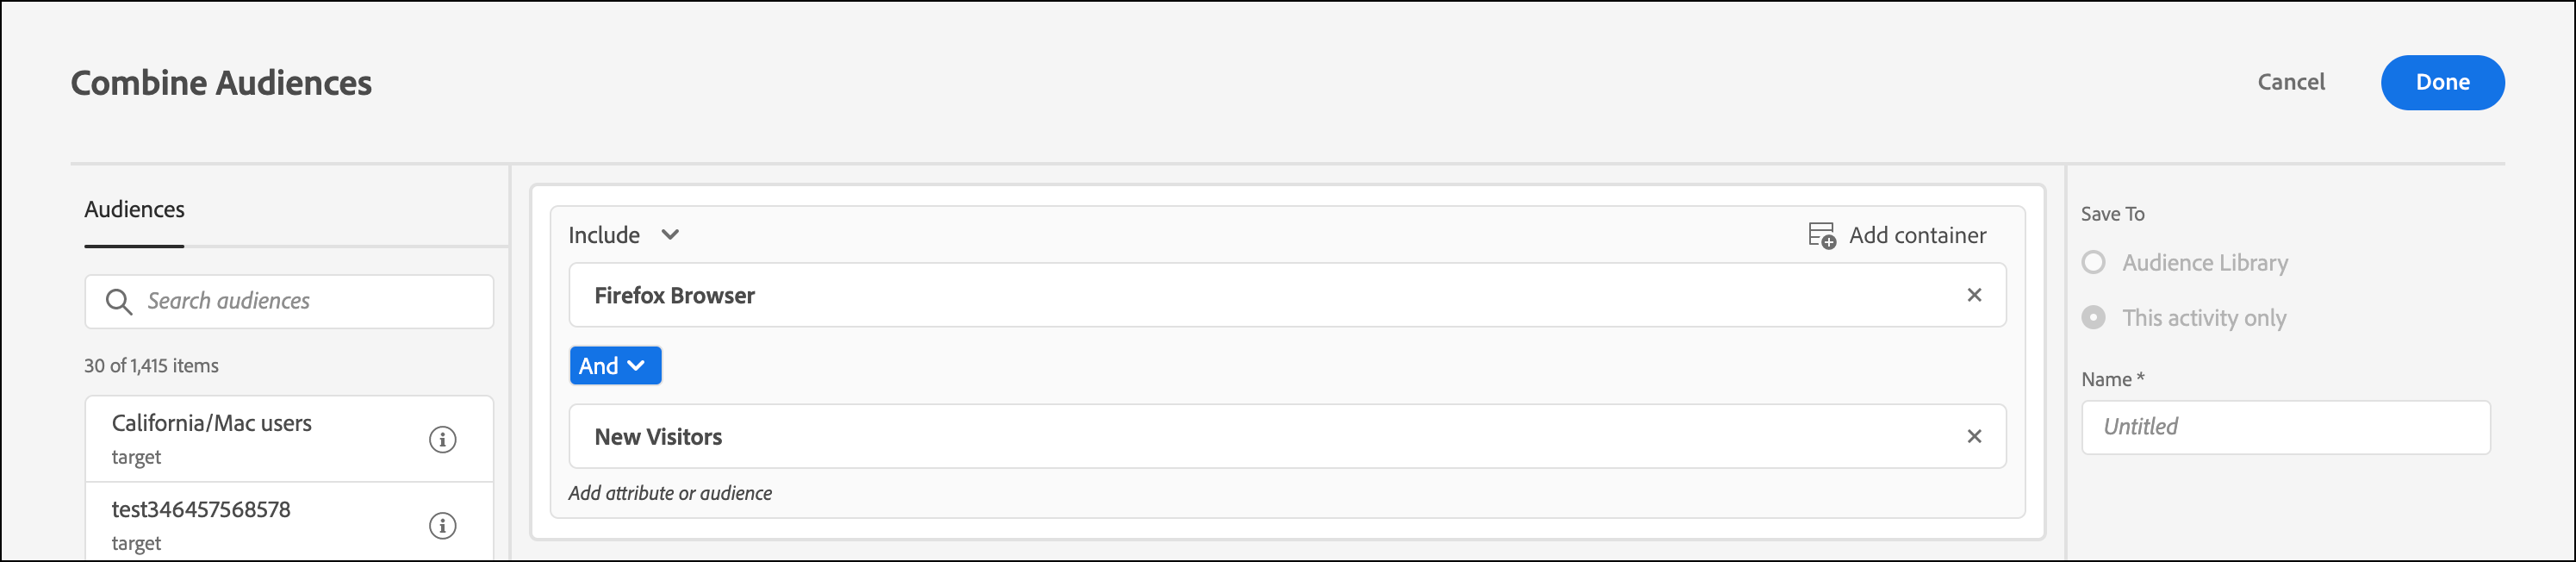 Combine Audiences
Cancel
Done
Audiences
Search audiences
30 of 1,415 items
California/Mac users
target
test346457568578
target
Include
Add container
Firefox Browser
And
New Visitors
Add attribute or audience
Save To
Audience Library
This activity only
Name *
Untitled